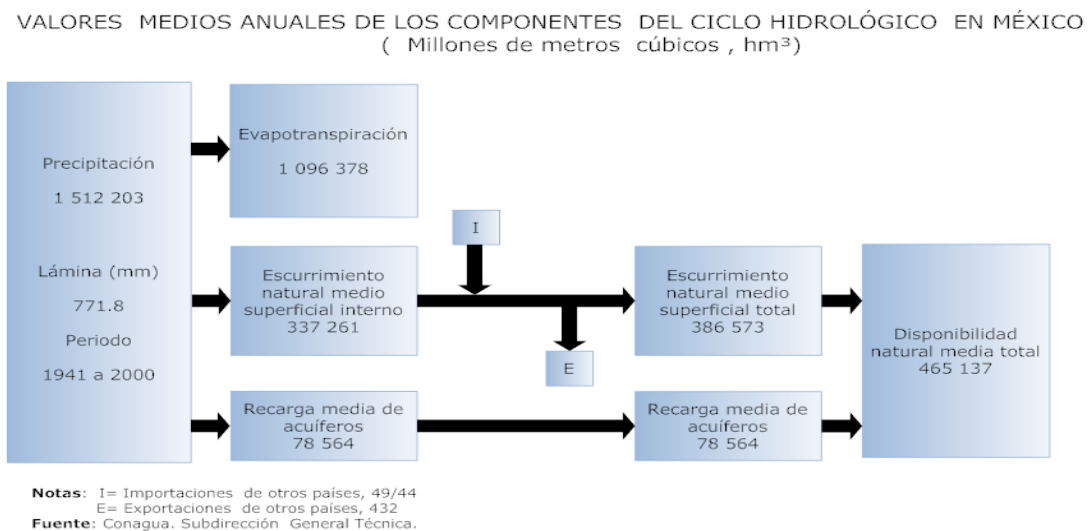 VALORES MEDIOS ANUALES DE LOS COMPONENTES DEL CICLO HIDROLÓGICO EN MÉXICO
( Millones de metros cúbicos , hm³)
Precipitación
1 512 203
Lámina (mm)
771.8
Periodo
1941 a 2000
Evapotranspiración
1 096 378
I
Escurrimiento
natural medio
superficial interno
337 261
E
Escurrimiento
natural medio
superficial total
386 573
Recarga media de
acuíferos
78 564
Recarga media de
acuíferos
78 564
Disponibilidad
natural media total
465 137
Notas: I= Importaciones de otros países, 49/44
E= Exportaciones de otros países, 432
Fuente: Conagua. Subdirección General Técnica.